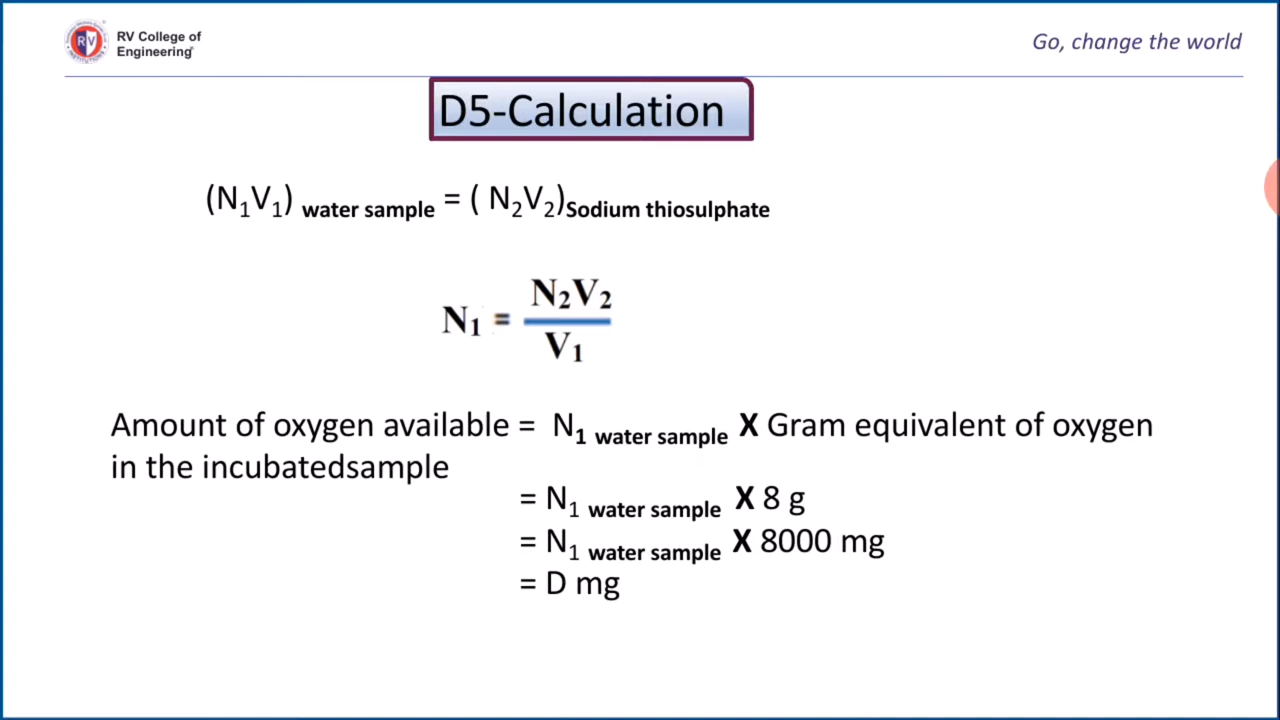 RV College of
Engineering
Go, change the world
D5-Calculation
(N₁V₁) water sample = ( N₂V₂)Sodium thiosulphate
N₁ = N₂V₂ / V₁
Amount of oxygen available = N₁ water sample X Gram equivalent of oxygen
in the incubatedsample
= N₁ water sample X 8 g
= N₁ water sample X 8000 mg
= D mg